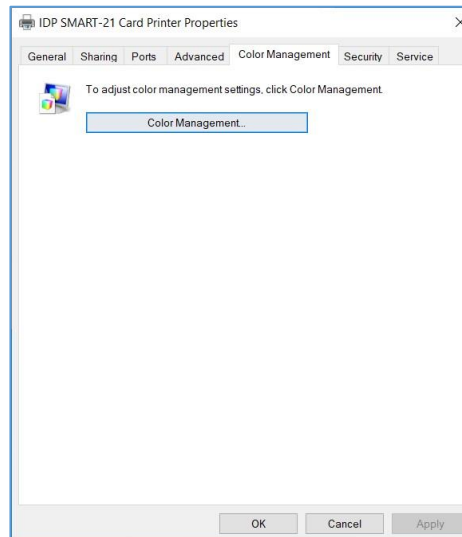 IDP SMART-21 Card Printer Properties
General Sharing Ports Advanced Color Management Security Service
To adjust color management settings, click Color Management.
Color Management...
OK Cancel Apply